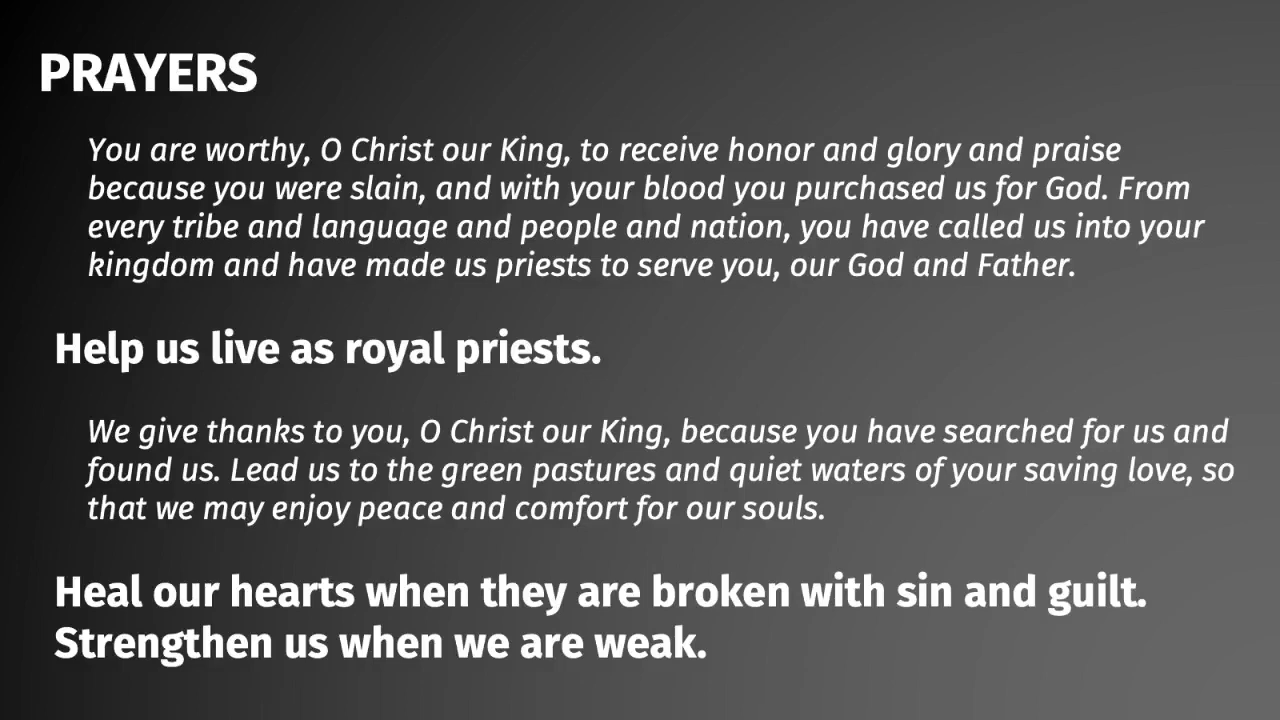 PRAYERS
You are worthy, O Christ our King, to receive honor and glory and praise
because you were slain, and with your blood you purchased us for God. From
every tribe and language and people and nation, you have called us into your
kingdom and have made us priests to serve you, our God and Father.
Help us live as royal priests.
We give thanks to you, O Christ our King, because you have searched for us and
found us. Lead us to the green pastures and quiet waters of your saving love, so
that we may enjoy peace and comfort for our souls.
Heal our hearts when they are broken with sin and guilt.
Strengthen us when we are weak.